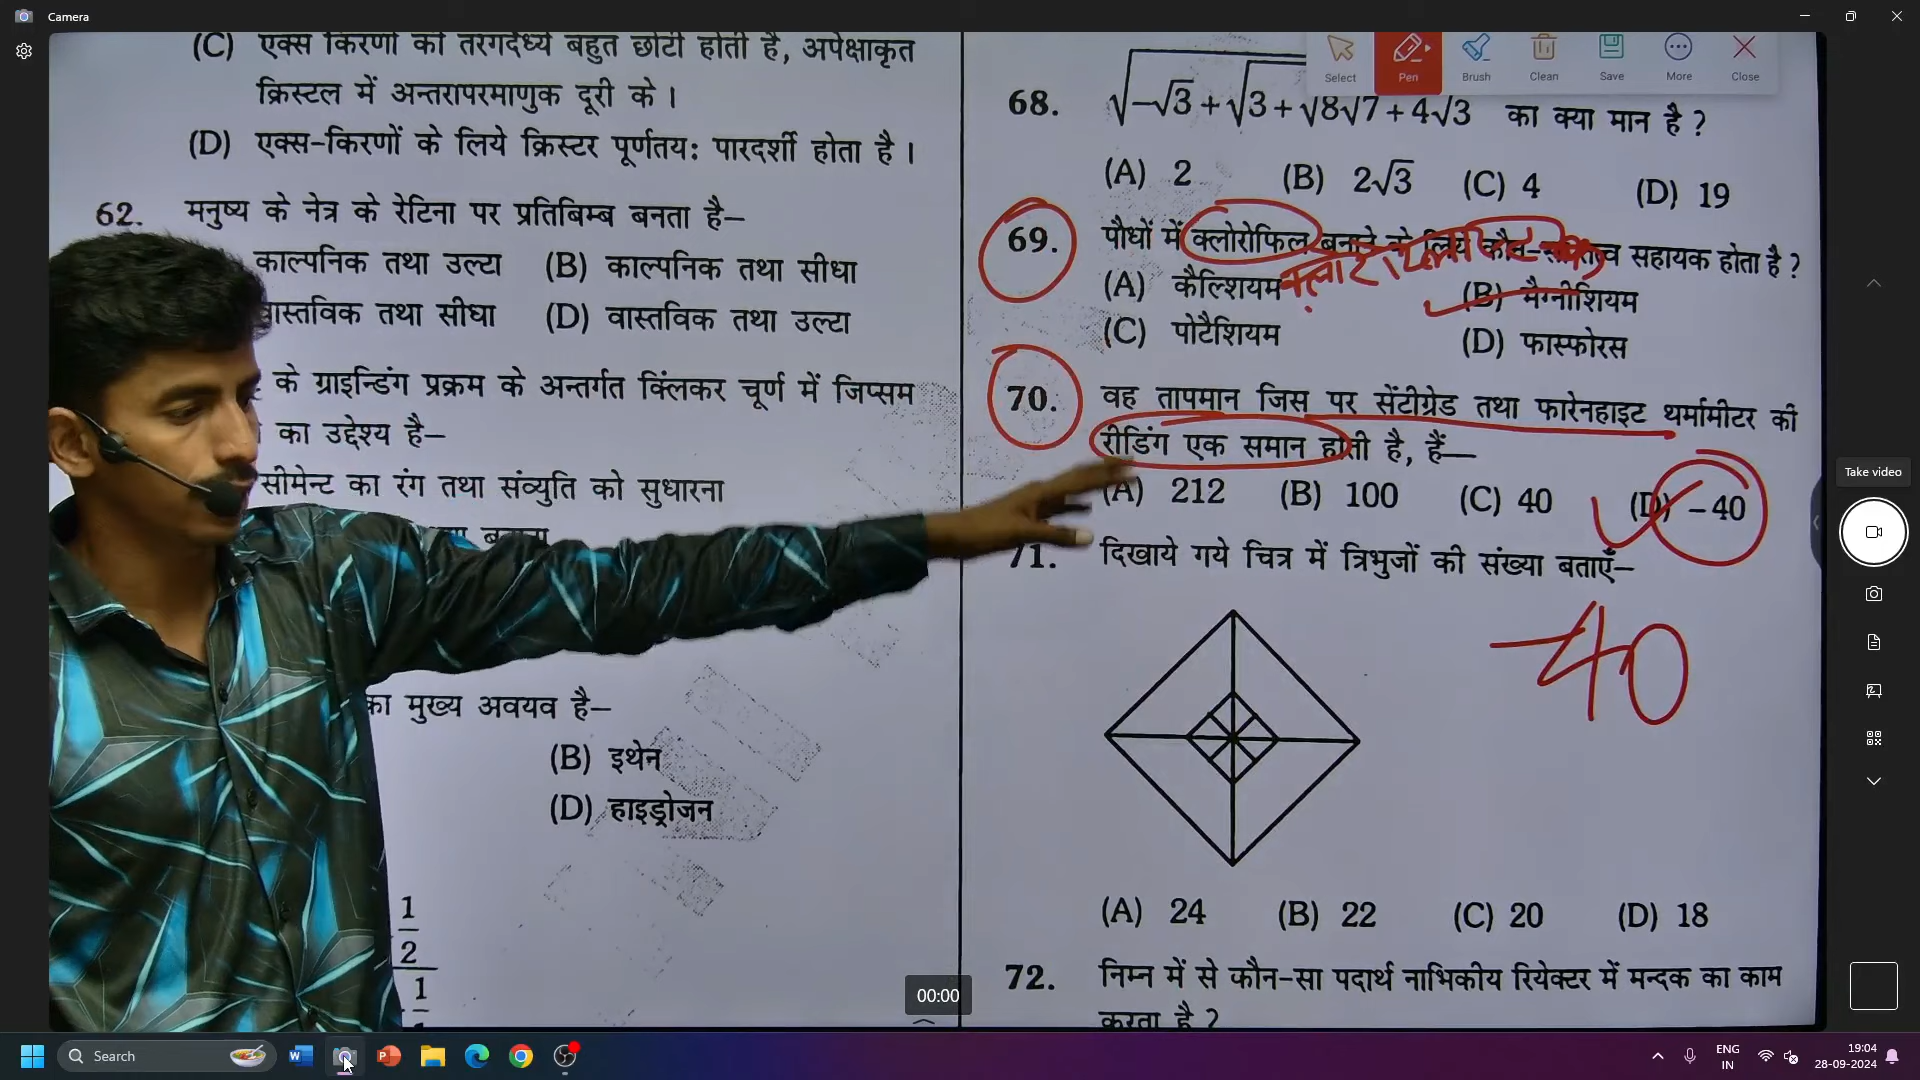 Camera
(C) एक्स किरणों की तरंगदैर्ध्य बहुत छोटी होती है, अपेक्षाकृत
क्रिस्टल में अन्तरापरमाणुक दूरी के ।
(D) एक्स-किरणों के लिये क्रिस्टर पूर्णतय: पारदर्शी होता है ।
62. मनुष्य के नेत्र के रेटिना पर प्रतिबिम्ब बनता है–
काल्पनिक तथा उल्टा (B) काल्पनिक तथा सीधा
वास्तविक तथा सीधा (D) वास्तविक तथा उल्टा
के ग्राइन्डिंग प्रक्रम के अन्तर्गत क्लिंकर चूर्ण में जिप्सम
का उद्देश्य है–
सीमेन्ट का रंग तथा संव्युति को सुधारना
का मुख्य अवयव है–
(B) इथेन
(D) हाइड्रोजन
1
2
1
Select Pen Brush Clean Save More Close
68. √-√3 + √3 + √8√7 + 4√3 का क्या मान है ?
(A) 2 (B) 2√3 (C) 4 (D) 19
69. पौधों में क्लोरोफिल बनाने के लिये कौन-सा तत्व सहायक होता है ?
(A) कैल्शियम (B) मैग्नीशियम
(C) पोटैशियम (D) फास्फोरस
70. वह तापमान जिस पर सेंटीग्रेड तथा फारेनहाइट थर्मामीटर की
रीडिंग एक समान होती है, हैं—
(A) 212 (B) 100 (C) 40 (D) – 40
71. दिखाये गये चित्र में त्रिभुजों की संख्या बताएँ–
-40
(A) 24 (B) 22 (C) 20 (D) 18
72. निम्न में से कौन-सा पदार्थ नाभिकीय रियेक्टर में मन्दक का काम
करता है ?
Take video
00:00
Search
ENG
IN
19:04
28-09-2024